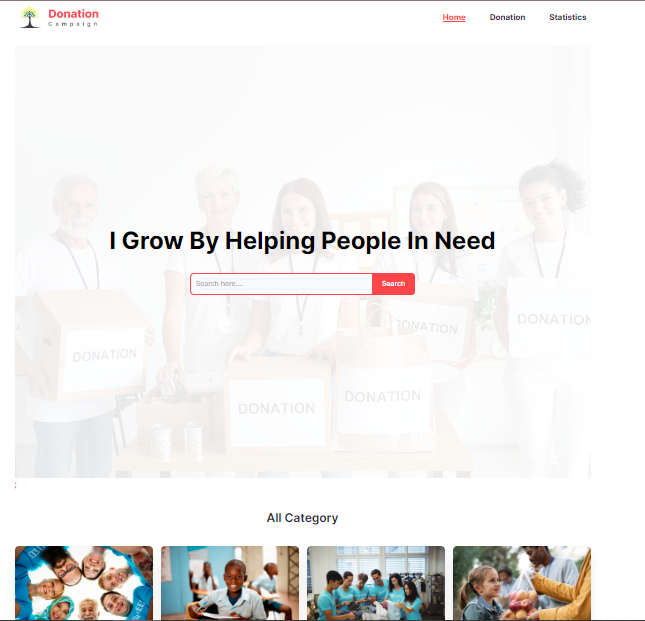 Donation
Campaign
Home Donation Statistics
I Grow By Helping People In Need
Search here....
Search
DONATION
DONATION
DONATION
DONATION
DONATION
;
All Category